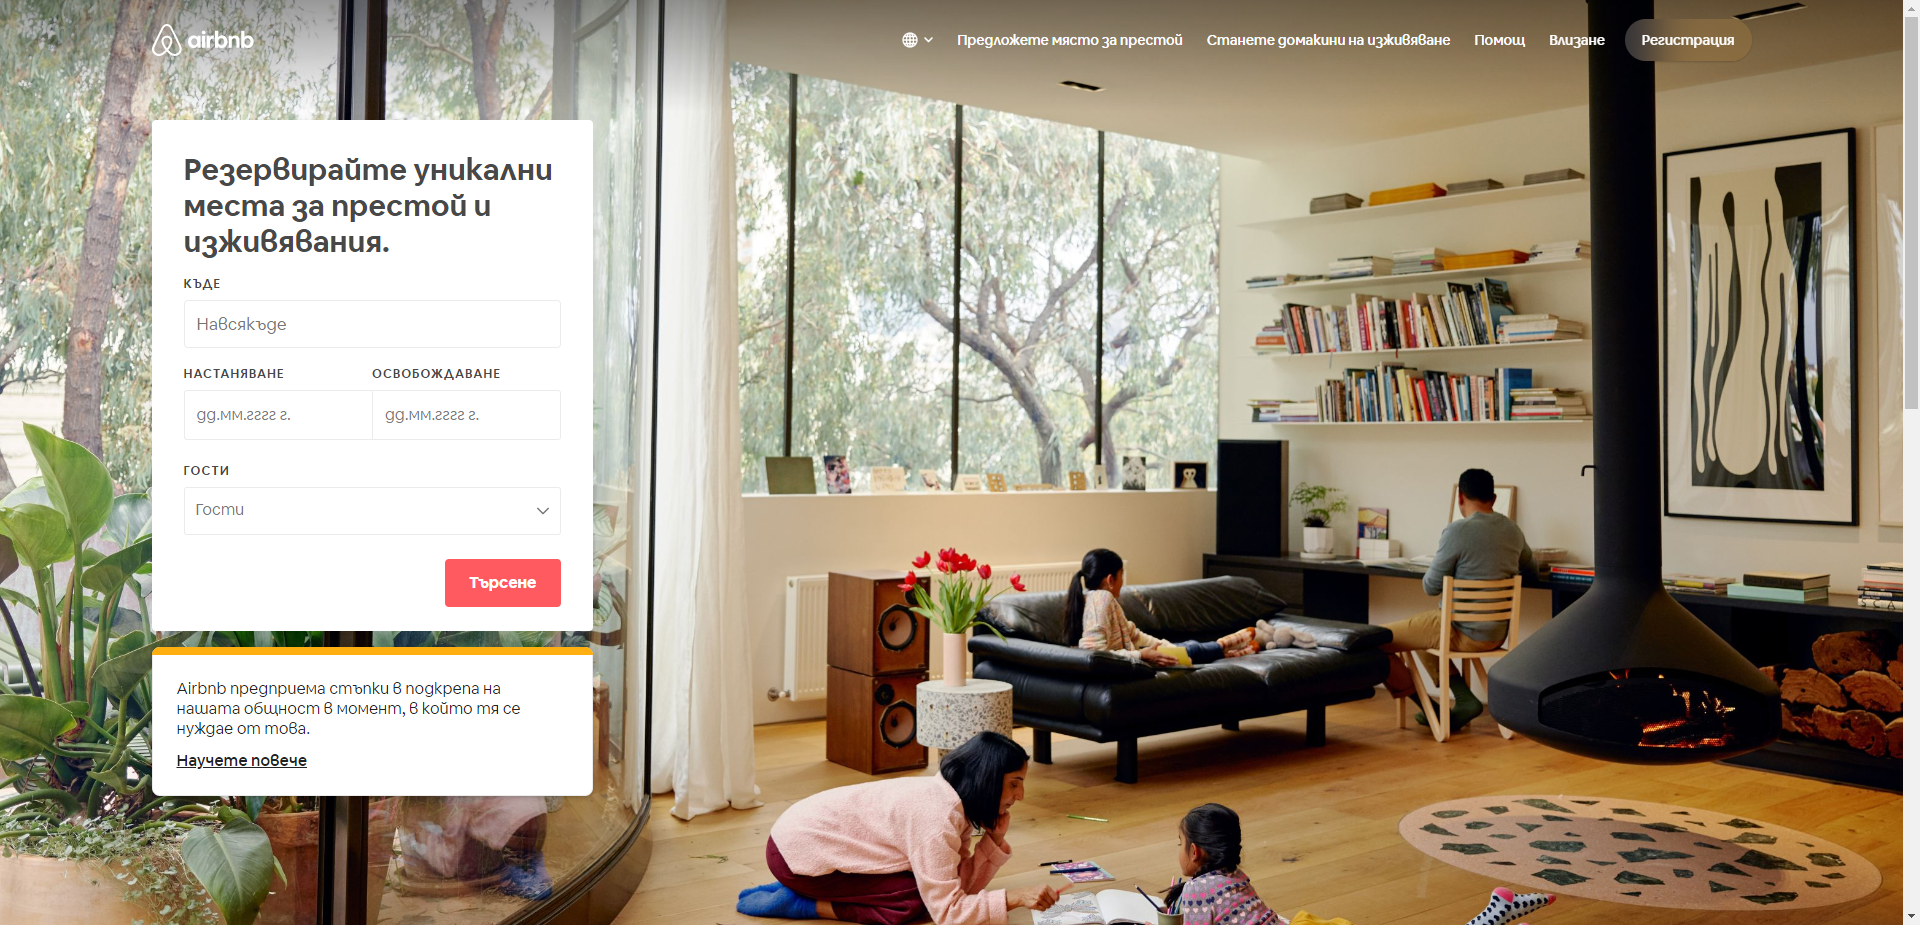 airbnb
Предложете място за престой
Станете домакини на изживяване
Помощ
Влизане
Регистрация
Резервирайте уникални
места за престой и
изживявания.
КЪДЕ
Навсякъде
НАСТАНЯВАНЕ
ОСВОБОЖДАВАНЕ
дд.мм.гггг г.
дд.мм.гггг г.
ГОСТИ
Гости
Търсене
Airbnb предприема стъпки в подкрепа на
нашата общност в момент, в който тя се
нуждае от това.
Научете повече